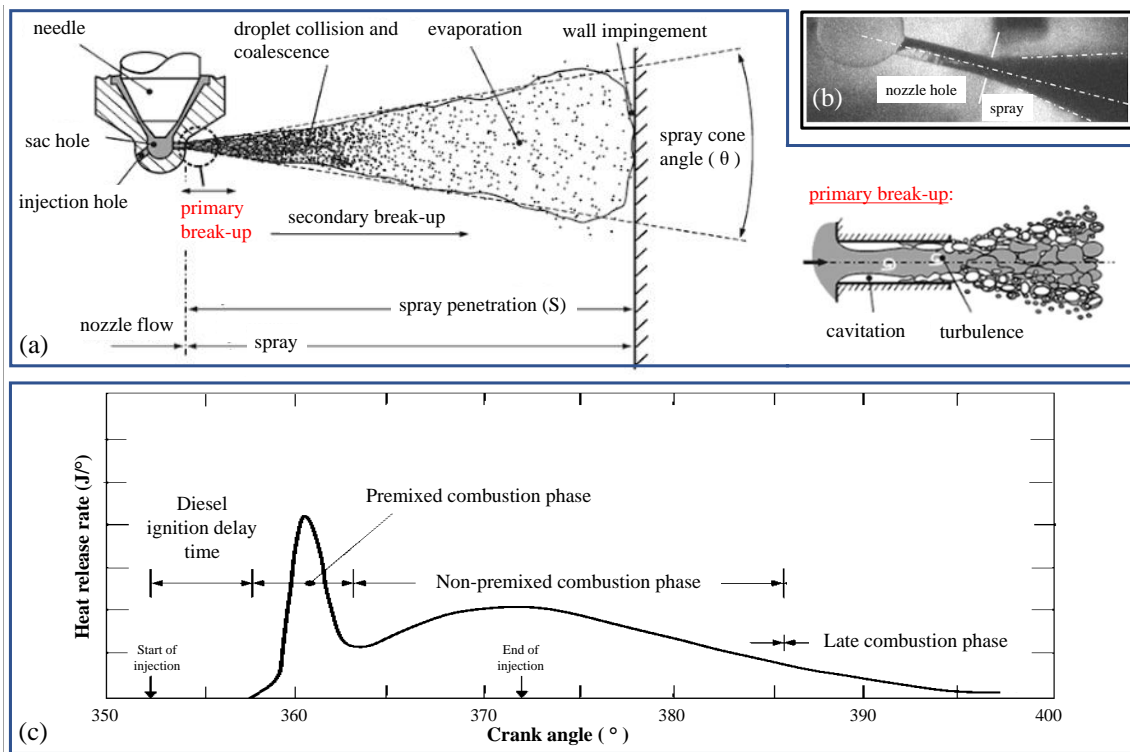 needle
droplet collision and
coalescence
evaporation
wall impingement
sac hole
injection hole
primary
break-up
secondary break-up
spray cone
angle ( θ )
spray penetration (S)
nozzle flow
spray
(a)
nozzle hole
spray
(b)
primary break-up:
cavitation
turbulence
Heat release rate (J/°)
Diesel
ignition delay
time
Premixed combustion phase
Non-premixed combustion phase
Late combustion phase
Start of
injection
End of
injection
350
360
370
380
390
400
Crank angle ( ° )
(c)